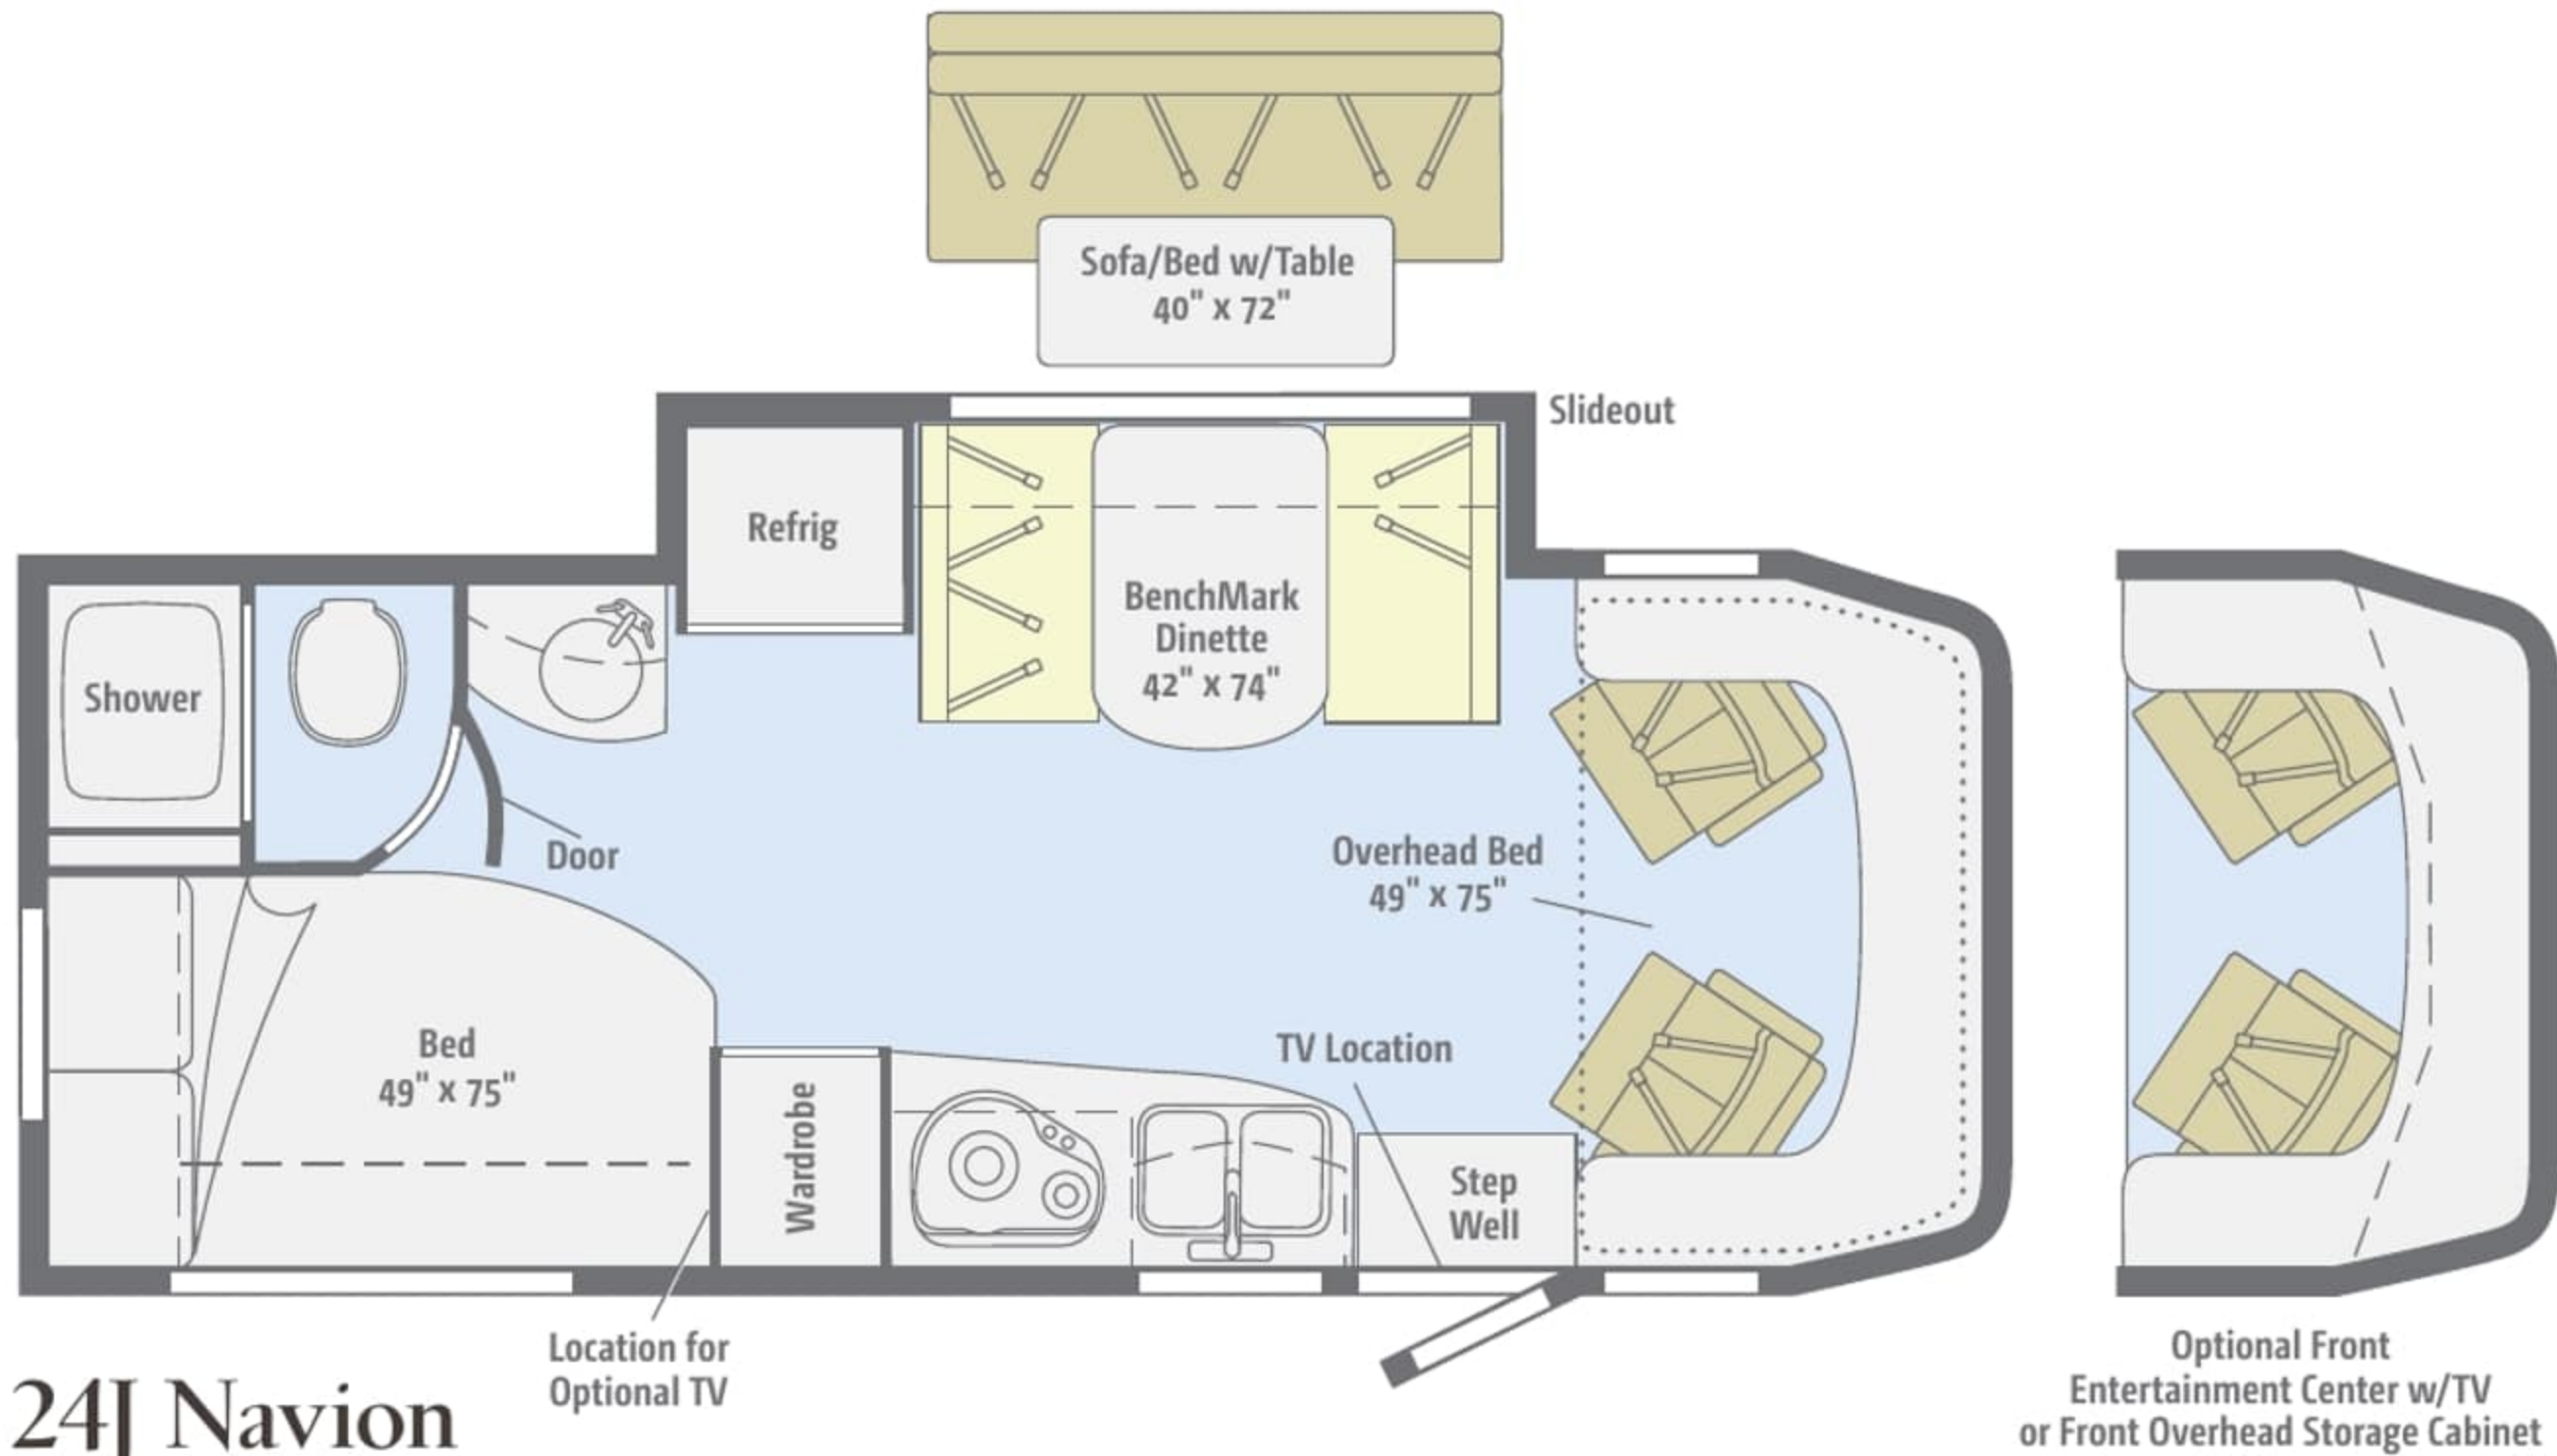 Sofa/Bed w/Table
40" x 72"
Slideout
Refrig
BenchMark
Dinette
42" x 74"
Shower
Door
Overhead Bed
49" x 75"
Bed
49" x 75"
TV Location
Wardrobe
Step
Well
Location for
Optional TV
24J Navion
Optional Front
Entertainment Center w/TV
or Front Overhead Storage Cabinet